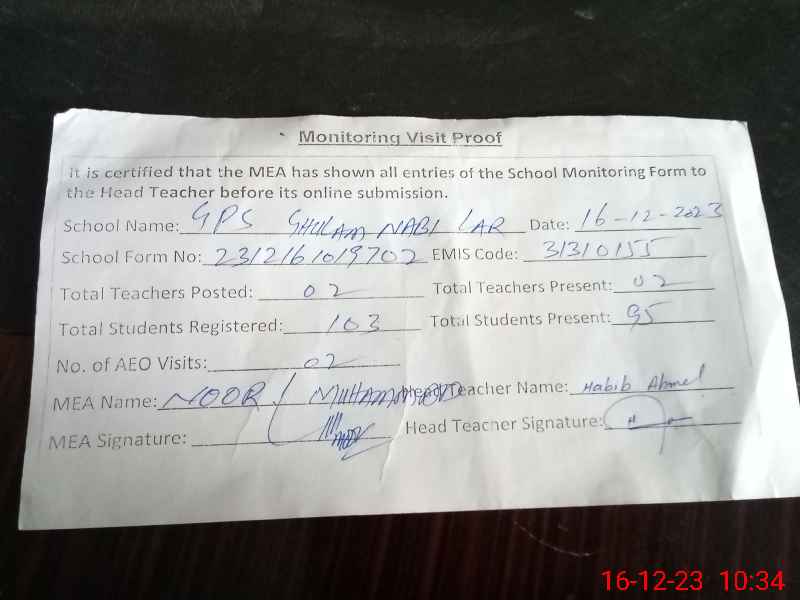 Monitoring Visit Proof
It is certified that the MEA has shown all entries of the School Monitoring Form to
the Head Teacher before its online submission.
School Name: GPS GHULAM NABI LAR Date: 16-12-2023
School Form No: 2312161019702 EMIS Code: 31310155
Total Teachers Posted: 02 Total Teachers Present: 02
Total Students Registered: 103 Total Students Present: 95
No. of AEO Visits: 02
MEA Name: NOOR MUHAMMAD Head Teacher Name: Habib Ahmed
MEA Signature: Head Teacher Signature:
16-12-23 10:34